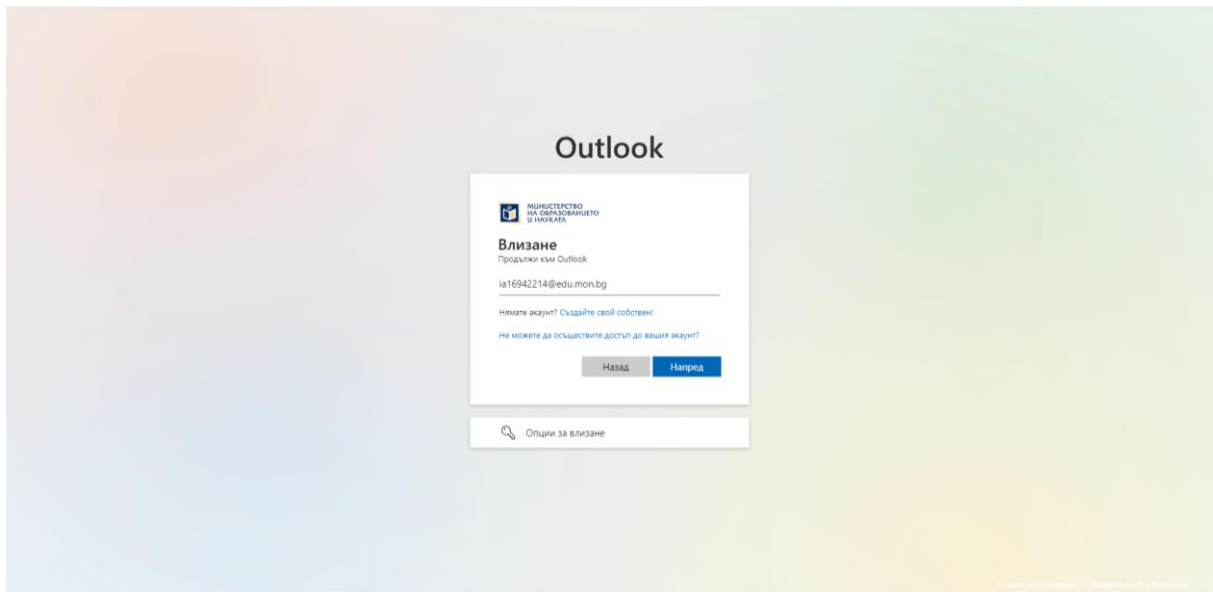 Outlook
МИНИСТЕРСТВО
НА ОБРАЗОВАНИЕТО
И НАУКАТА
Влизане
Продължи към Outlook
ia16942214@edu.mon.bg
Нямате акаунт? Създайте свой собствен!
Не можете да осъществите достъп до вашия акаунт?
Назад Напред
Опции за влизане